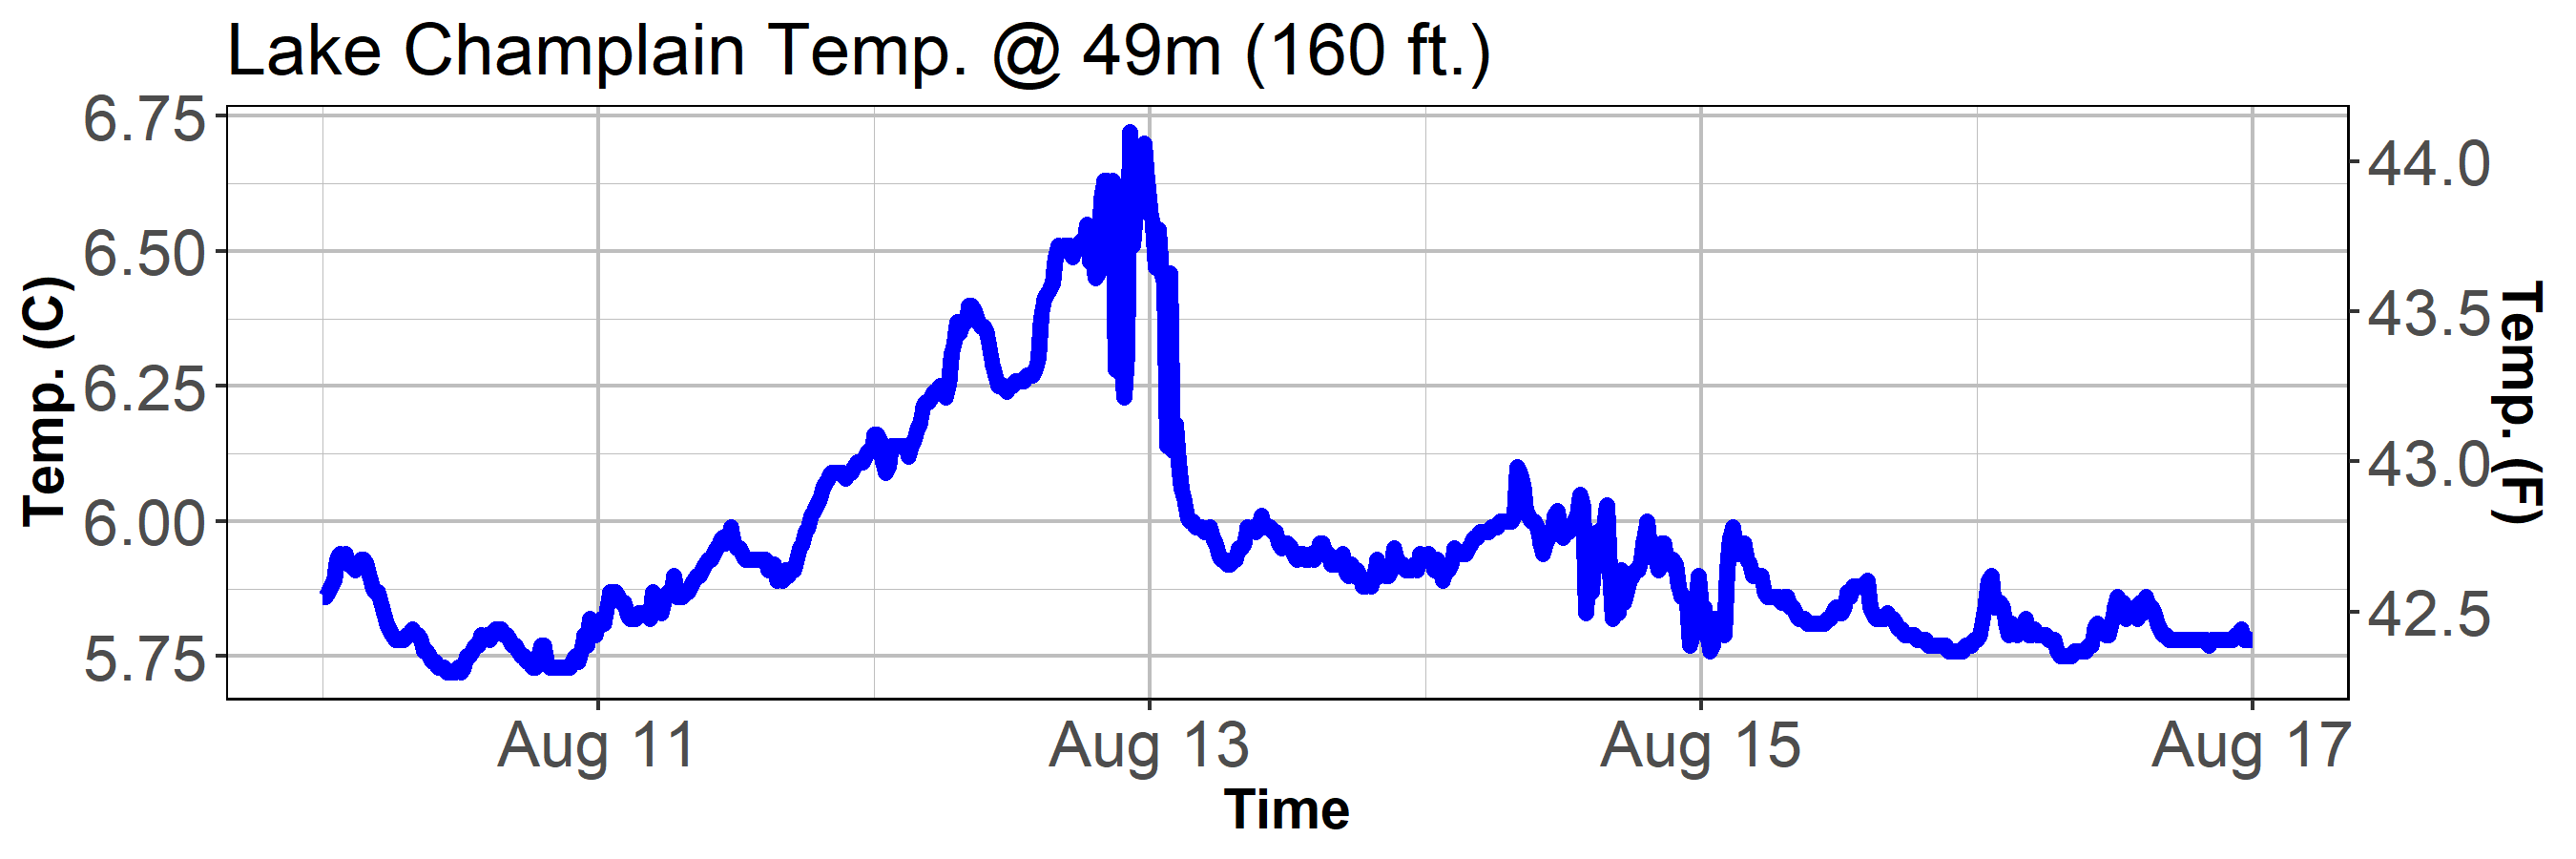 Lake Champlain Temp. @ 49m (160 ft.)
6.75
6.50
6.25
6.00
5.75
Temp. (C)
44.0
43.5
43.0
42.5
Temp. (F)
Aug 11 Aug 13 Aug 15 Aug 17
Time